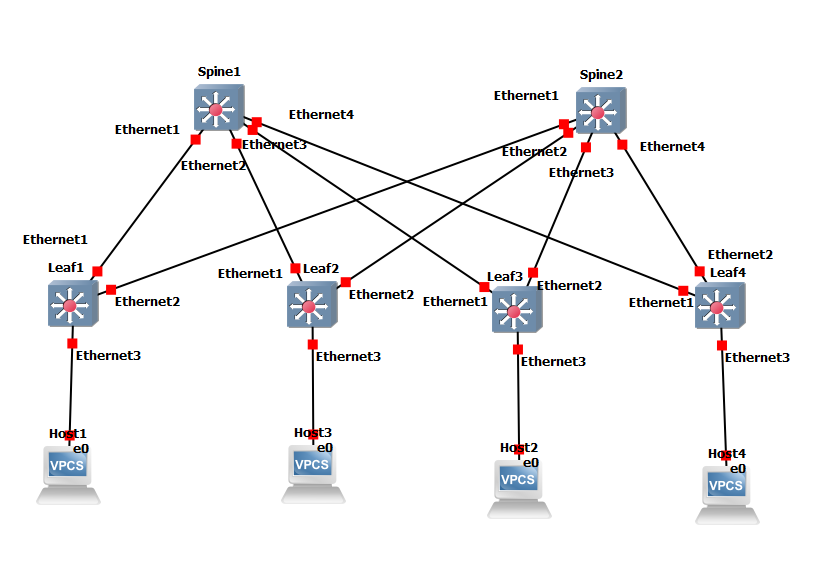 Spine1
Spine2
Ethernet1
Ethernet4
Ethernet1
Ethernet3
Ethernet4
Ethernet2
Ethernet2
Ethernet3
Ethernet1
Ethernet2
Leaf1
Ethernet1
Leaf2
Leaf3
Leaf4
Ethernet2
Ethernet2
Ethernet1
Ethernet2
Ethernet1
Ethernet3
Ethernet3
Ethernet3
Ethernet3
Host1
e0
Host3
e0
Host2
e0
Host4
e0
VPCS
VPCS
VPCS
VPCS